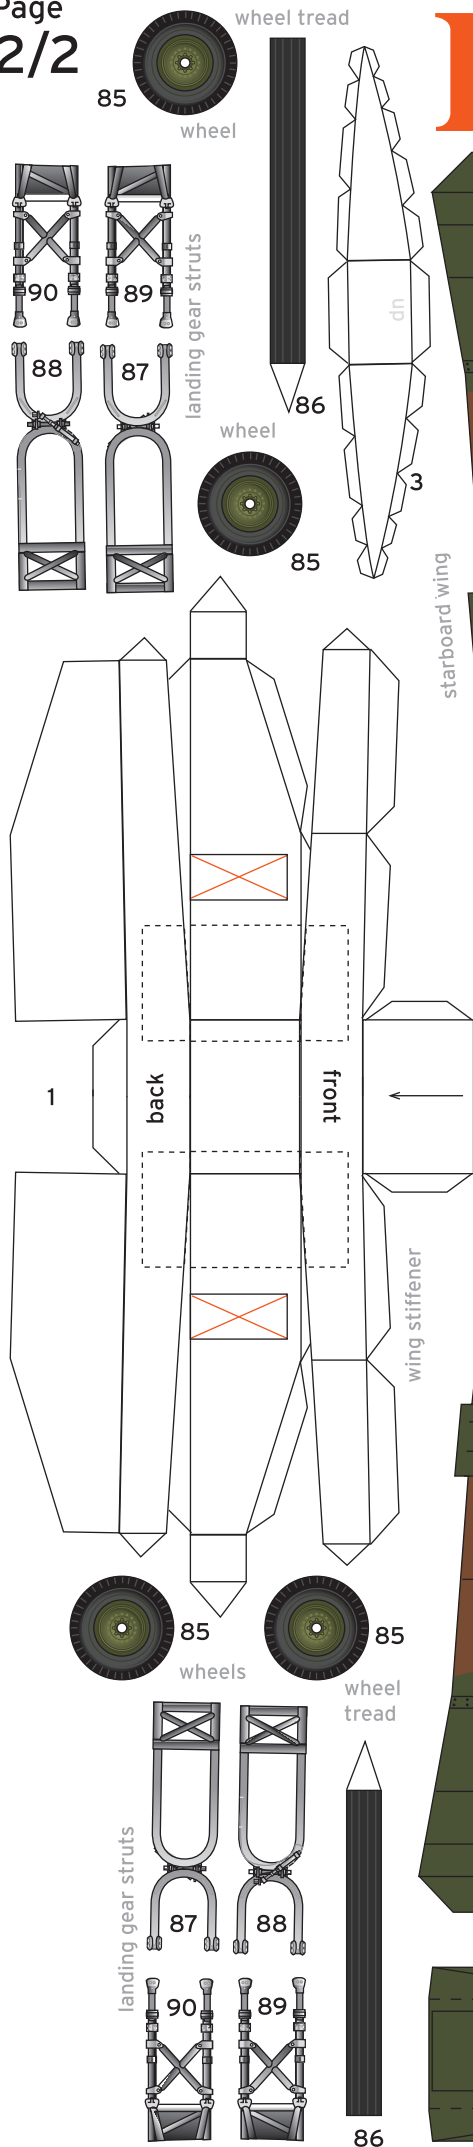 Page
2/2
wheel tread
85
wheel
90
89
landing gear struts
up
88
87
86
wheel
3
85
starboard wing
1
back
front
wing stiffener
85
85
wheels
wheel
tread
landing gear struts
87
88
90
89
86